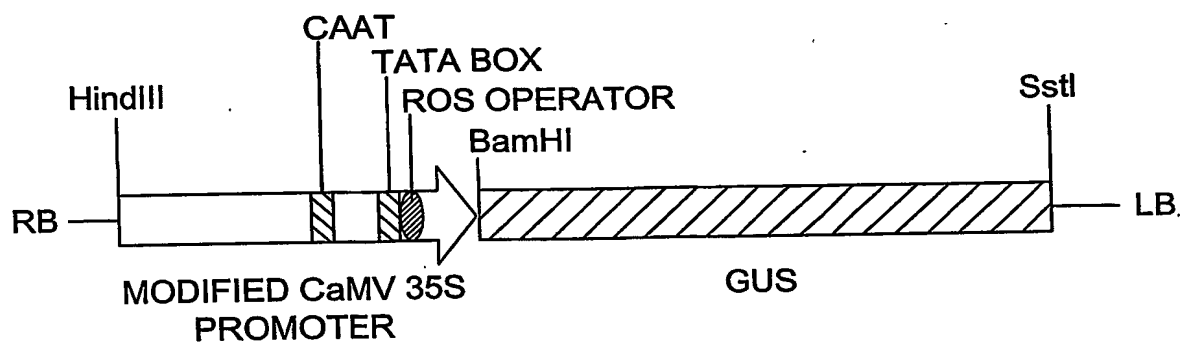 CAAT
TATA BOX
HindIII
ROS OPERATOR
SstI
BamHI
RB
LB
MODIFIED CaMV 35S
PROMOTER
GUS